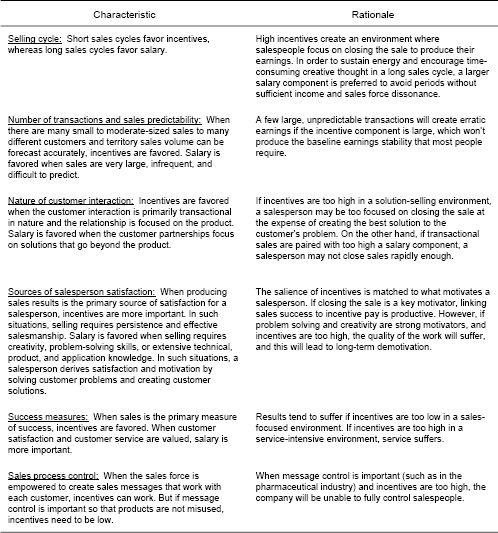 Characteristic
Rationale
Selling cycle: Short sales cycles favor incentives,
whereas long sales cycles favor salary.
High incentives create an environment where
salespeople focus on closing the sale to produce their
earnings. In order to sustain energy and encourage time-
consuming creative thought in a long sales cycle, a larger
salary component is preferred to avoid periods without
sufficient income and sales force dissonance.
Number of transactions and sales predictability: When
there are many small to moderate-sized sales to many
different customers and territory sales volume can be
forecast accurately, incentives are favored. Salary is
favored when sales are very large, infrequent, and
difficult to predict.
A few large, unpredictable transactions will create erratic
earnings if the incentive component is large, which won't
produce the baseline earnings stability that most people
require.
Nature of customer interaction: Incentives are favored
when the customer interaction is primarily transactional
in nature and the relationship is focused on the product.
Salary is favored when the customer partnerships focus
on solutions that go beyond the product.
If incentives are too high in a solution-selling environment,
a salesperson may be too focused on closing the sale at
the expense of creating the best solution to the
customer's problem. On the other hand, if transactional
sales are paired with too high a salary component, a
salesperson may not close sales rapidly enough.
Sources of salesperson satisfaction: When producing
sales results is the primary source of satisfaction for a
salesperson, incentives are more important. In such
situations, selling requires persistence and effective
salesmanship. Salary is favored when selling requires
creativity, problem-solving skills, or extensive technical,
product, and application knowledge. In such situations, a
salesperson derives satisfaction and motivation by
solving customer problems and creating customer
solutions.
The salience of incentives is matched to what motivates a
salesperson. If closing the sale is a key motivator, linking
sales success to incentive pay is productive. However, if
problem solving and creativity are strong motivators, and
incentives are too high, the quality of the work will suffer,
and this will lead to long-term demotivation.
Success measures: When sales is the primary measure
of success, incentives are favored. When customer
satisfaction and customer service are valued, salary is
more important.
Results tend to suffer if incentives are too low in a sales-
focused environment. If incentives are too high in a
service-intensive environment, service suffers.
Sales process control: When the sales force is
empowered to create sales messages that work with
each customer, incentives can work. But if message
control is important so that products are not misused,
incentives need to be low.
When message control is important (such as in the
pharmaceutical industry) and incentives are too high, the
company will be unable to fully control salespeople.